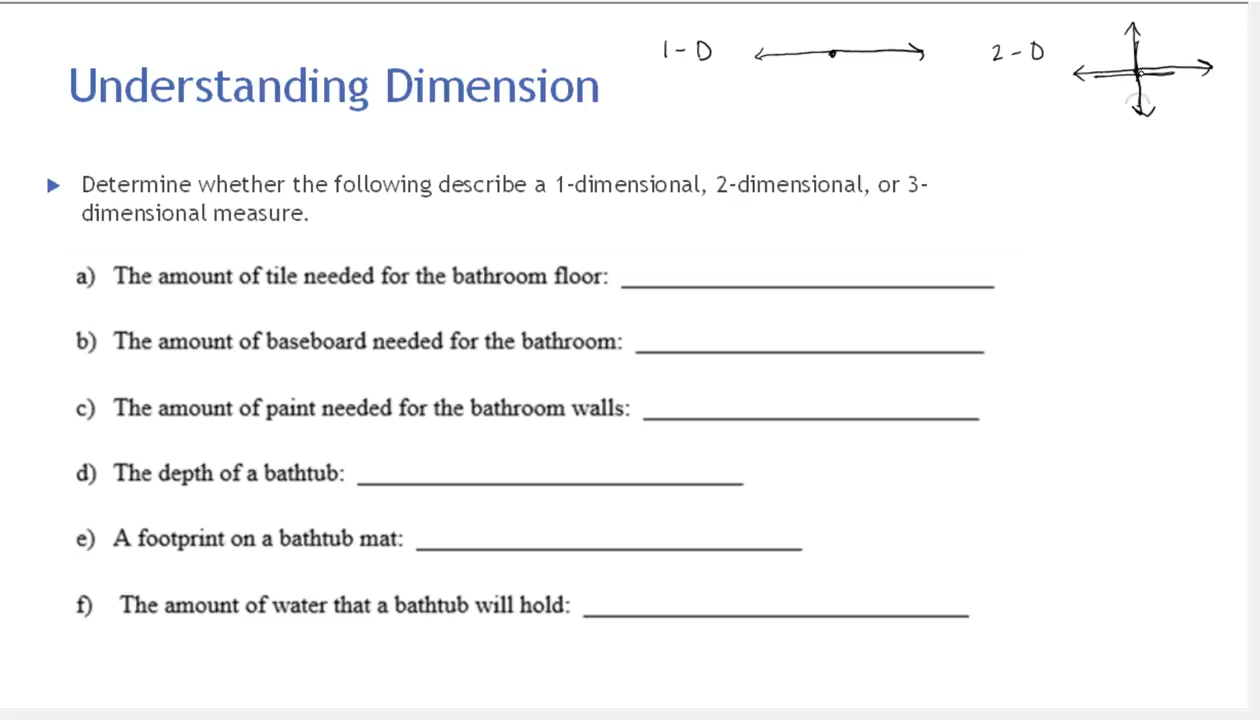 1-D 2-D
Understanding Dimension
Determine whether the following describe a 1-dimensional, 2-dimensional, or 3-
dimensional measure.
a) The amount of tile needed for the bathroom floor:
b) The amount of baseboard needed for the bathroom:
c) The amount of paint needed for the bathroom walls:
d) The depth of a bathtub:
e) A footprint on a bathtub mat:
f) The amount of water that a bathtub will hold: